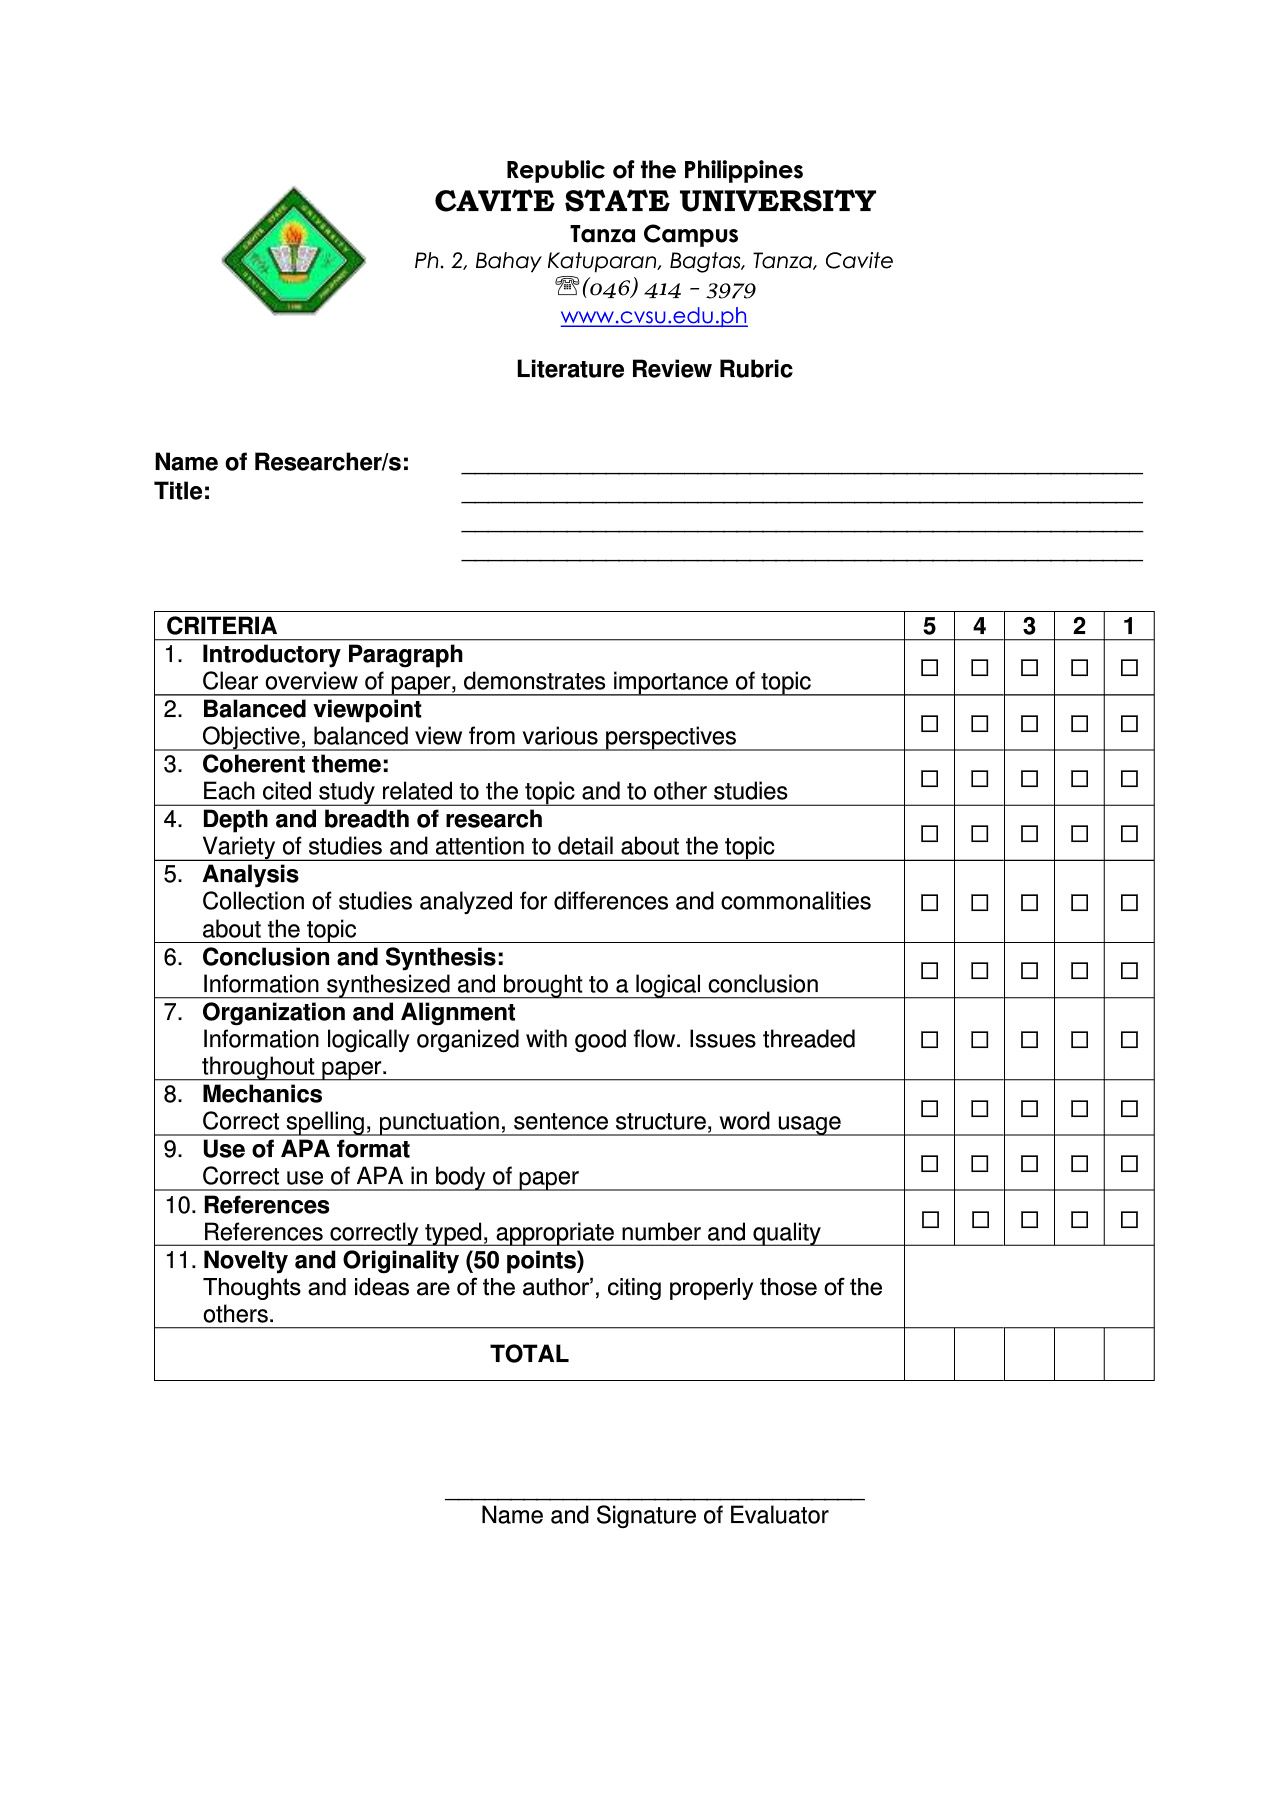 Republic of the Philippines
CAVITE STATE UNIVERSITY
Tanza Campus
Ph. 2, Bahay Katuparan, Bagtas, Tanza, Cavite
☏(046) 414 – 3979
www.cvsu.edu.ph
Literature Review Rubric
Name of Researcher/s:
Title:
CRITERIA 5 4 3 2 1
1. Introductory Paragraph
Clear overview of paper, demonstrates importance of topic ☐ ☐ ☐ ☐ ☐
2. Balanced viewpoint
Objective, balanced view from various perspectives ☐ ☐ ☐ ☐ ☐
3. Coherent theme:
Each cited study related to the topic and to other studies ☐ ☐ ☐ ☐ ☐
4. Depth and breadth of research
Variety of studies and attention to detail about the topic ☐ ☐ ☐ ☐ ☐
5. Analysis
Collection of studies analyzed for differences and commonalities ☐ ☐ ☐ ☐ ☐
about the topic
6. Conclusion and Synthesis:
Information synthesized and brought to a logical conclusion ☐ ☐ ☐ ☐ ☐
7. Organization and Alignment
Information logically organized with good flow. Issues threaded ☐ ☐ ☐ ☐ ☐
throughout paper.
8. Mechanics
Correct spelling, punctuation, sentence structure, word usage ☐ ☐ ☐ ☐ ☐
9. Use of APA format
Correct use of APA in body of paper ☐ ☐ ☐ ☐ ☐
10. References
References correctly typed, appropriate number and quality ☐ ☐ ☐ ☐ ☐
11. Novelty and Originality (50 points)
Thoughts and ideas are of the author’, citing properly those of the
others.
TOTAL
Name and Signature of Evaluator